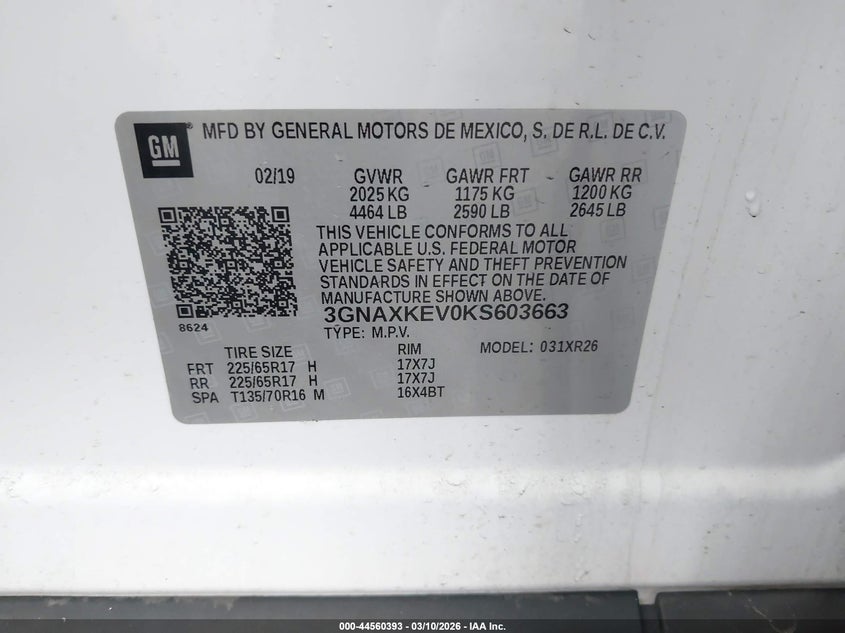 GM ® MFD BY GENERAL MOTORS DE MEXICO, S. DE R.L. DE C.V.
02/19 GVWR GAWR FRT GAWR RR
2025 KG 1175 KG 1200 KG
4464 LB 2590 LB 2645 LB
THIS VEHICLE CONFORMS TO ALL
APPLICABLE U.S. FEDERAL MOTOR
VEHICLE SAFETY AND THEFT PREVENTION
STANDARDS IN EFFECT ON THE DATE OF
MANUFACTURE SHOWN ABOVE.
8624 3GNAXKEV0KS603663
TYPE: M.P.V.
TIRE SIZE RIM MODEL: 031XR26
FRT 225/65R17 H 17X7J
RR 225/65R17 H 17X7J
SPA T135/70R16 M 16X4BT
000-44560393 — 03/10/2026 — IAA Inc.